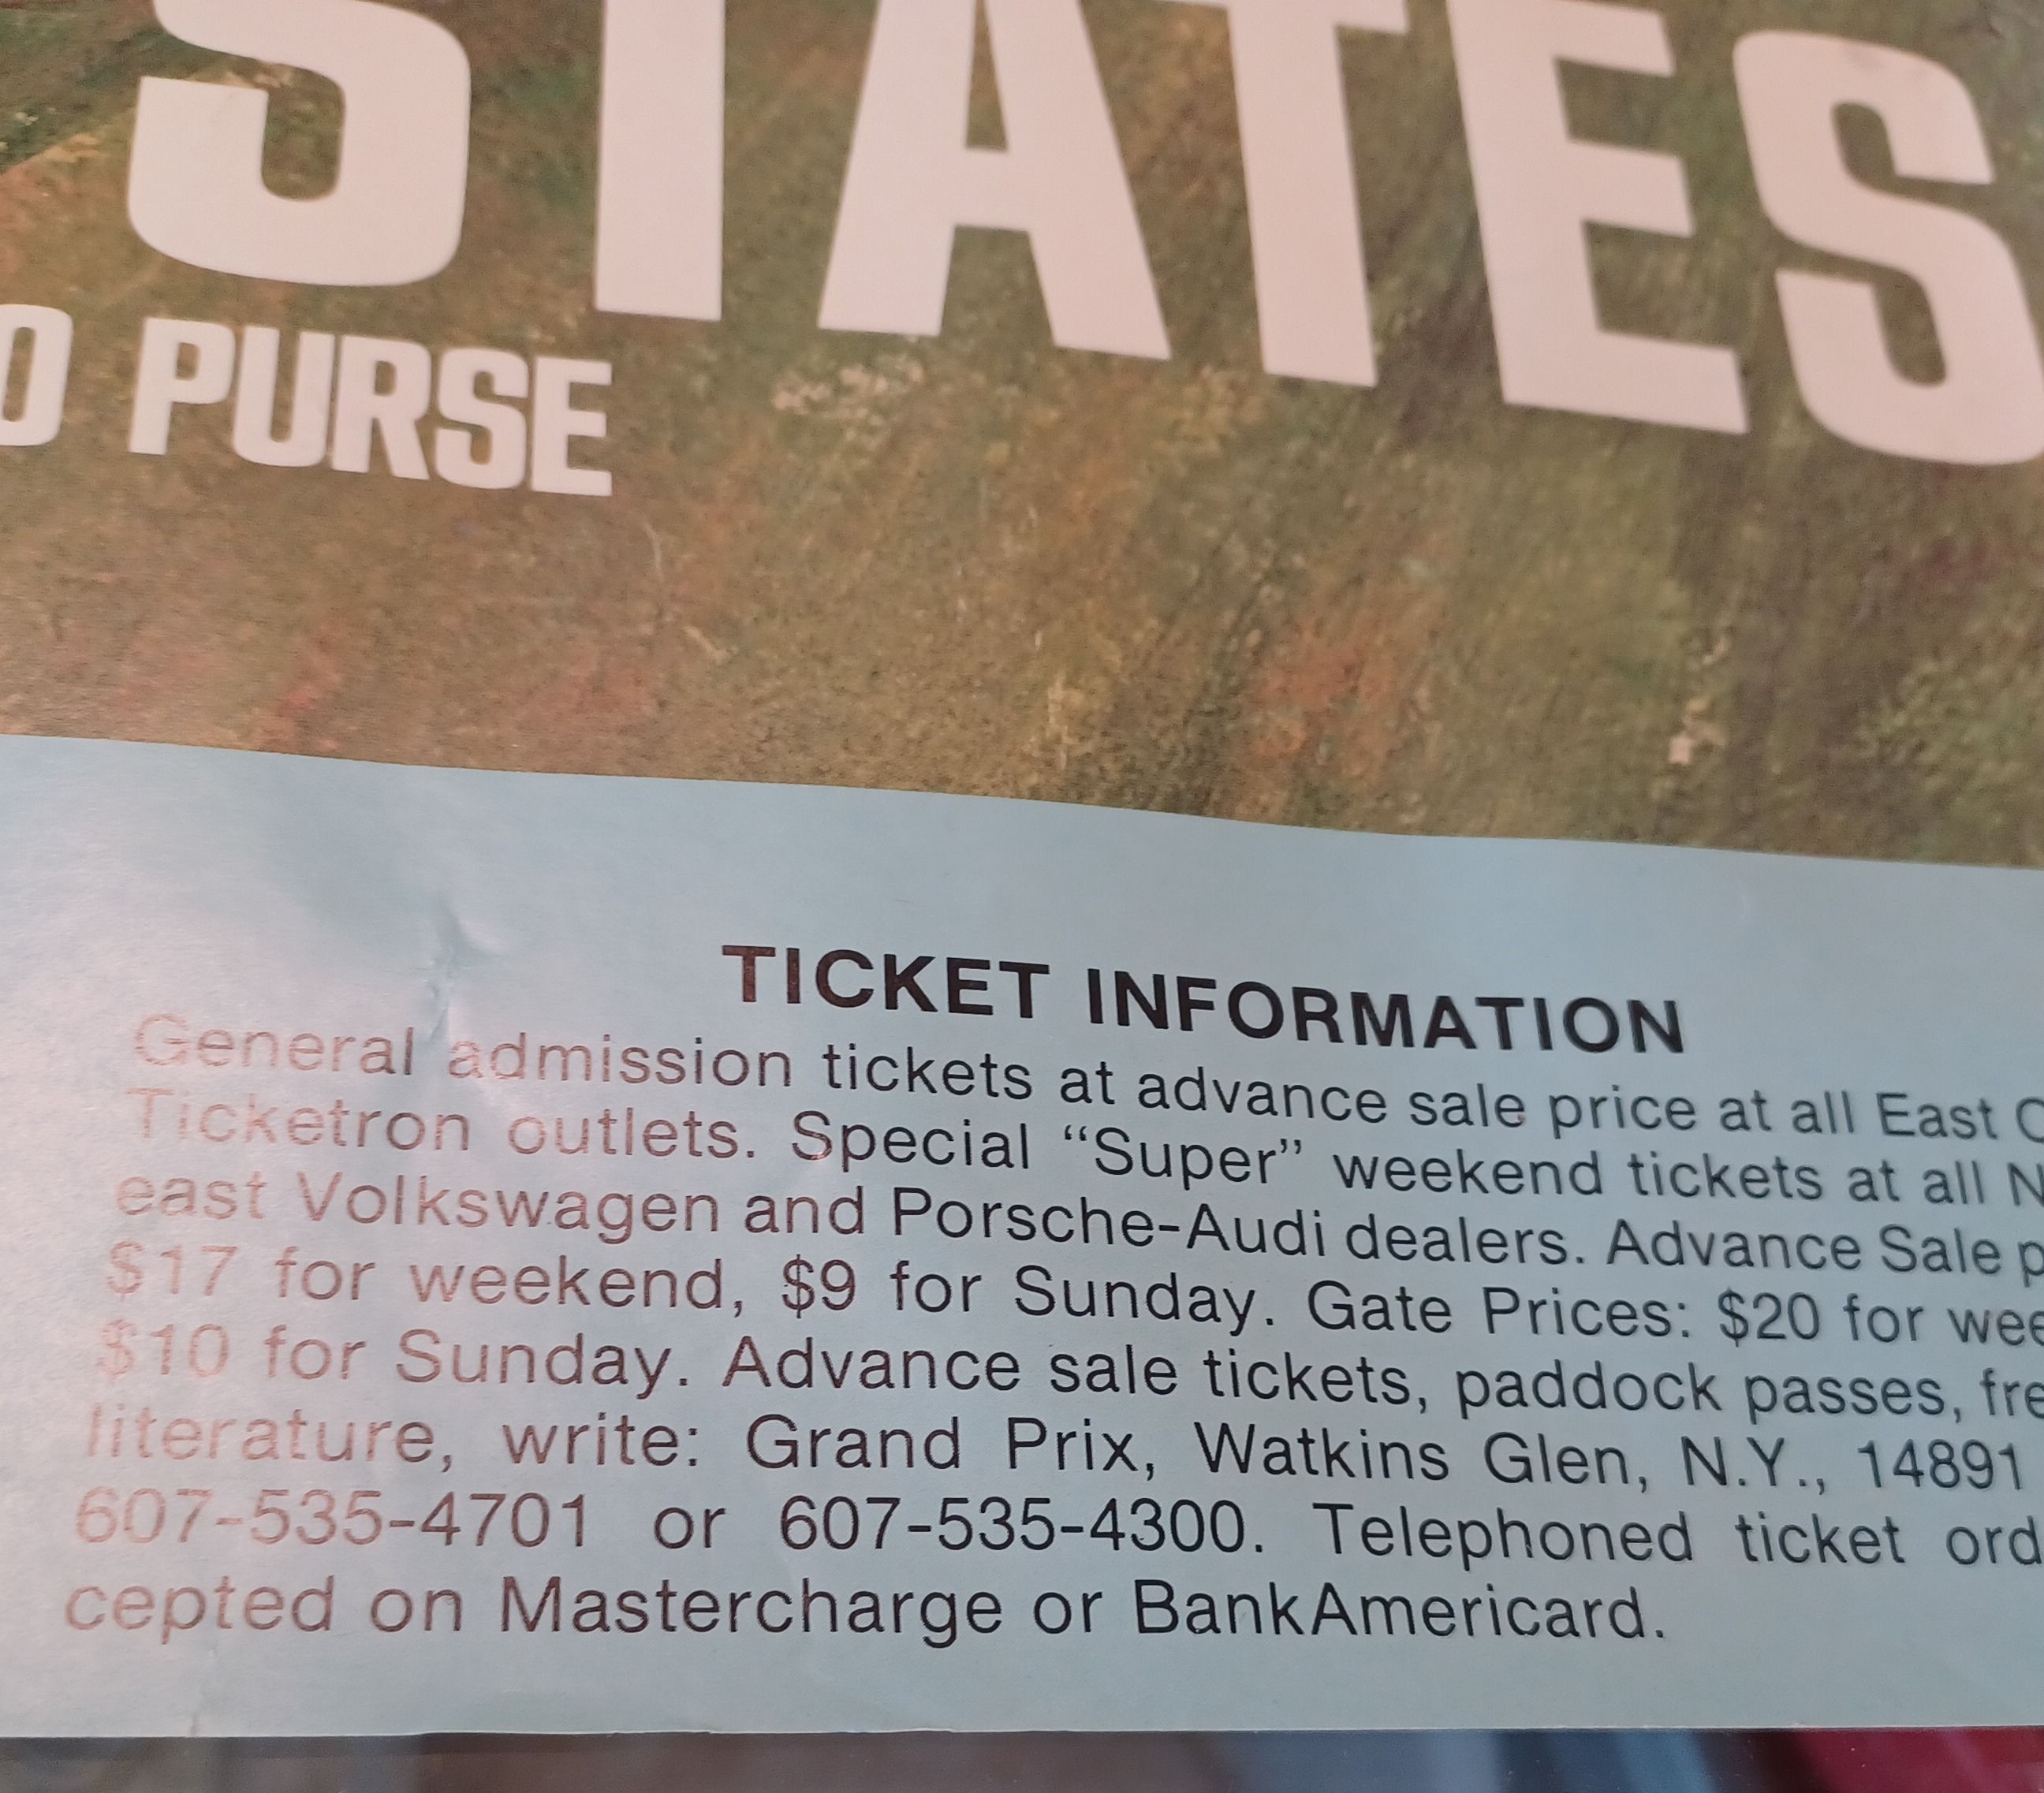 STATES
PURSE
TICKET INFORMATION
General admission tickets at advance sale price at all East
Ticketron outlets. Special “Super” weekend tickets at all
east Volkswagen and Porsche-Audi dealers. Advance Sale
$17 for weekend, $9 for Sunday. Gate Prices: $20 for
$10 for Sunday. Advance sale tickets, paddock passes,
literature, write: Grand Prix, Watkins Glen, N.Y., 14891
607-535-4701 or 607-535-4300. Telephoned ticket
cepted on Mastercharge or BankAmericard.